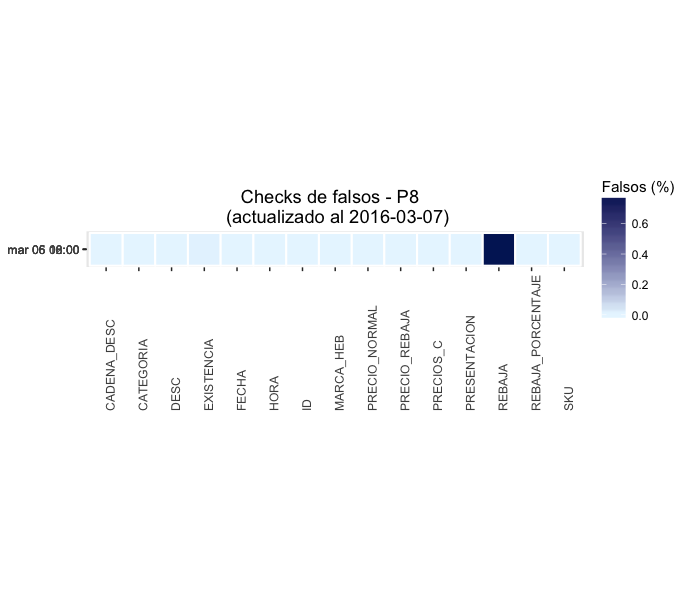 Checks de falsos - P8
(actualizado al 2016-03-07)
Falsos (%)
0.6
0.4
0.2
0.0
mar
CADENA_DESC
CATEGORIA
DESC
EXISTENCIA
FECHA
HORA
ID
MARCA_HEB
PRECIO_NORMAL
PRECIO_REBAJA
PRECIOS_C
PRESENTACION
REBAJA
REBAJA_PORCENTAJE
SKU